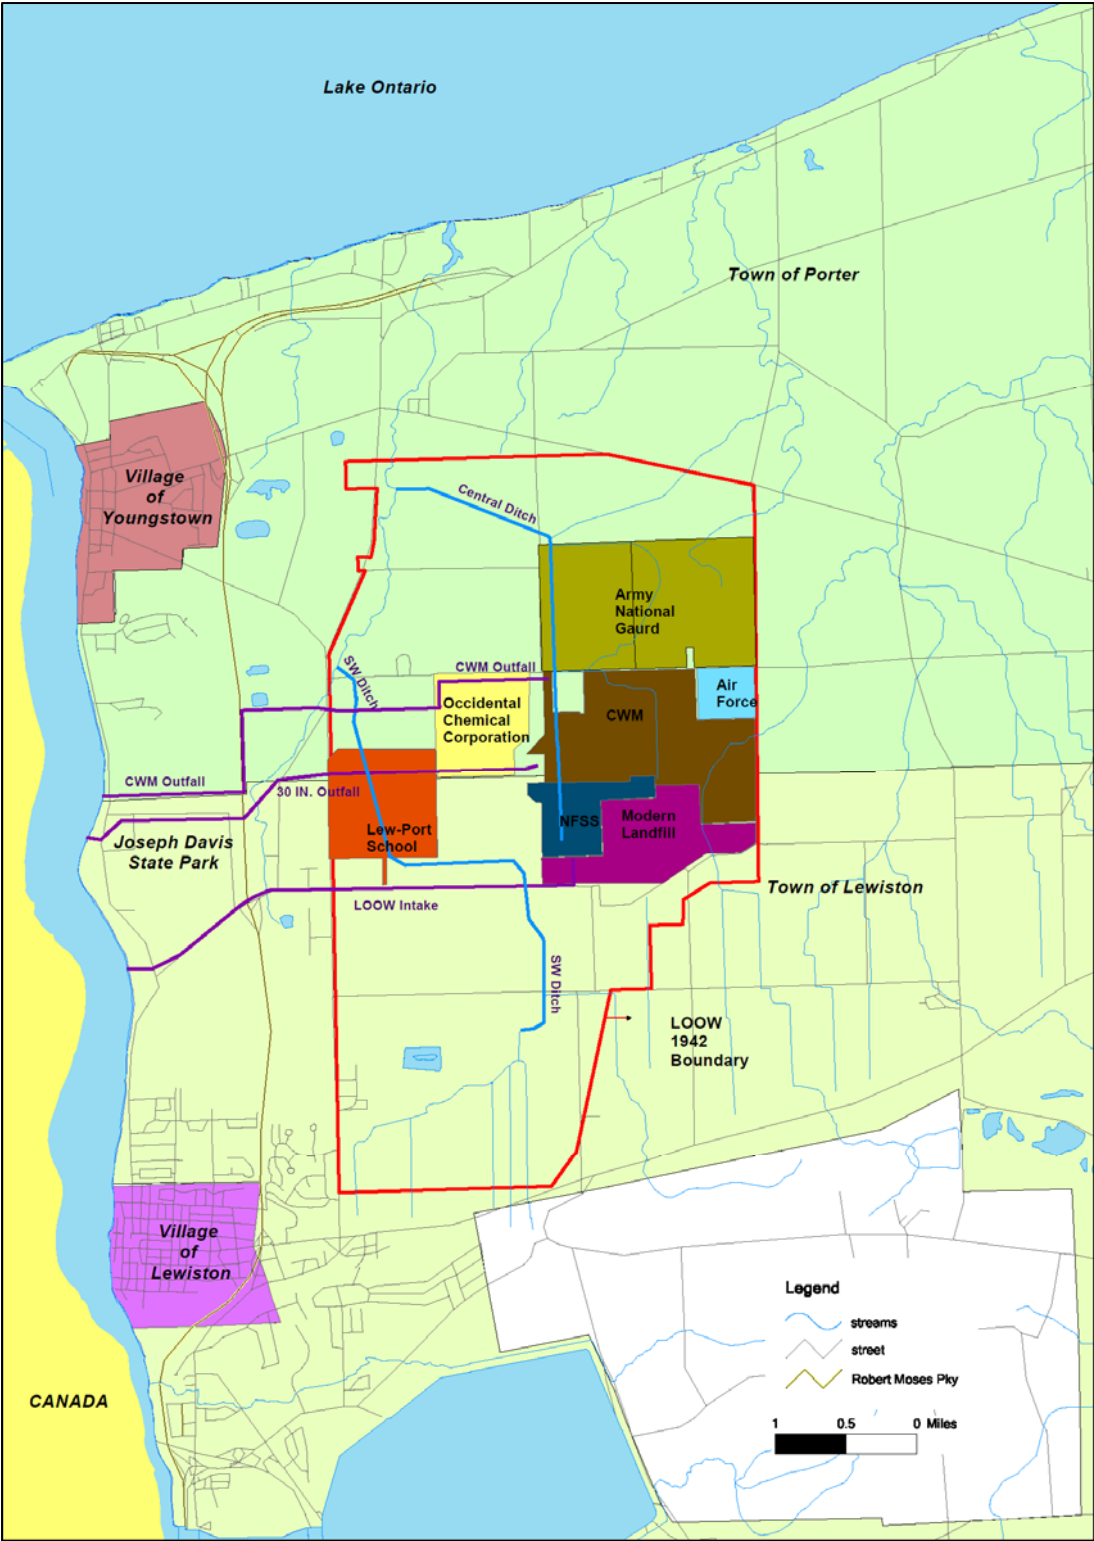 Lake Ontario
Town of Porter
Village
of
Youngstown
Central Ditch
Army
National
Gaurd
SW Ditch
CWM Outfall
Occidental
Chemical
Corporation
Air
Force
CWM
CWM Outfall
30 IN. Outfall
Joseph Davis
State Park
Lew-Port
School
NFSS
Modern
Landfill
Town of Lewiston
LOOW Intake
SW Ditch
LOOW
1942
Boundary
Village
of
Lewiston
CANADA
Legend
streams
street
Robert Moses Pky
1 0.5 0 Miles